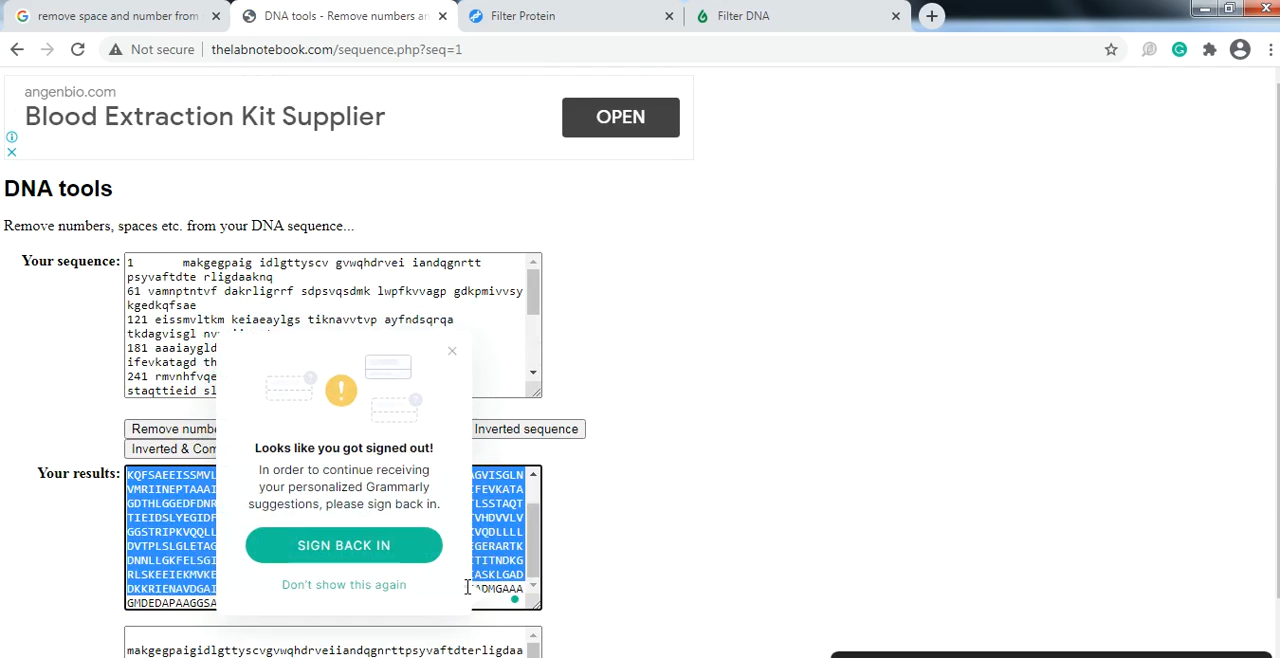 remove space and number from
DNA tools - Remove numbers an
Filter Protein
Filter DNA
Not secure
thelabnotebook.com/sequence.php?seq=1
angenbio.com
Blood Extraction Kit Supplier
OPEN
DNA tools
Remove numbers, spaces etc. from your DNA sequence...
Your sequence:
1 makgegpaig idlgttyscv gvwqhdrvei iandqgnrtt
psyvaftdte rligdaaknq
61 vamnptntvf dakrligrrf sdpsvqsdmk lwpfkvvagp gdkpmivvsy
kgedkqfsae
121 eissmvltkm keiaeaylgs tiknavvtvp ayfndsqrqa
tkdagvisgl
181 aaaiaygld
ifevkatagd th
241 rmvnhfvqe
staqttieid sl
Remove numbe
Inverted sequence
Inverted & Com
Your results:
KQFSAEEISSMVL
AGVISGLN
VMRIINEPTAAAI
IFEVKATA
GDTHLGGEDFDNR
TLSSTAQT
TIEIDSLYEGIDF
TVHDVVLV
GGSTRIPKVQQLL
VQDLLLL
DVTPLSLGLETAG
EGERARTK
DNNLLGKFELSGI
TITNDKG
RLSKEEIEKMVKE
ASKLGAD
DKKRIENAVDGAI
ADMGAAA
GMDEDAPAAGGSA
Looks like you got signed out!
In order to continue receiving
your personalized Grammarly
suggestions, please sign back in.
SIGN BACK IN
Don't show this again
makgegpaigidlgttyscvgvwqhdrveiiandqgnrttpsyvaftdterligdaa